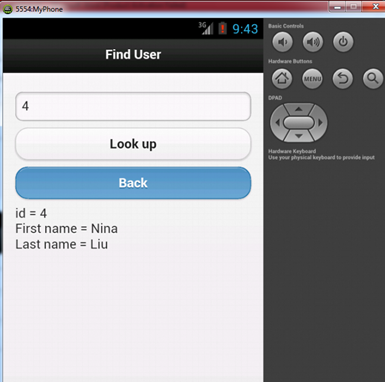 5554:MyPhone
3G
9:43
Find User
4
Look up
Back
id = 4
First name = Nina
Last name = Liu
Basic Controls
Hardware Buttons
MENU
DPAD
Hardware Keyboard
Use your physical keyboard to provide input